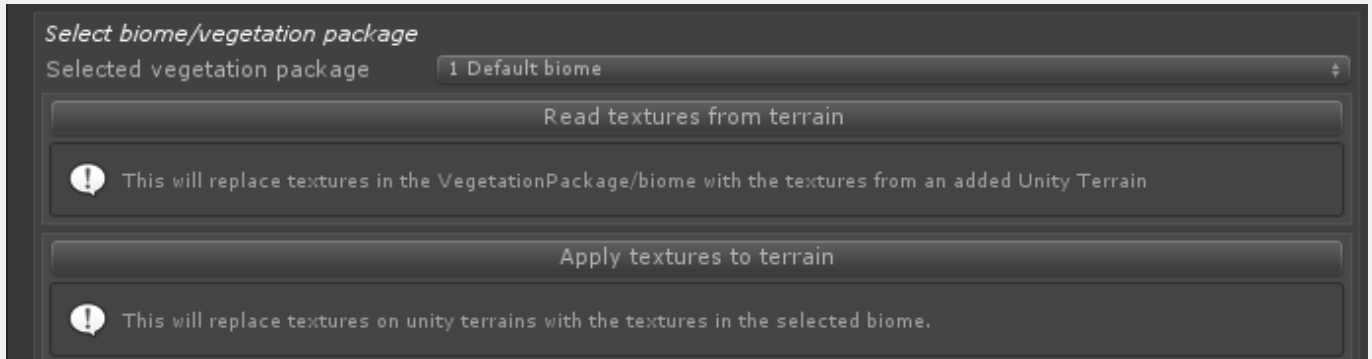 Select biome/vegetation package
Selected vegetation package 1 Default biome
Read textures from terrain
This will replace textures in the VegetationPackage/biome with the textures from an added Unity Terrain
Apply textures to terrain
This will replace textures on unity terrains with the textures in the selected biome.